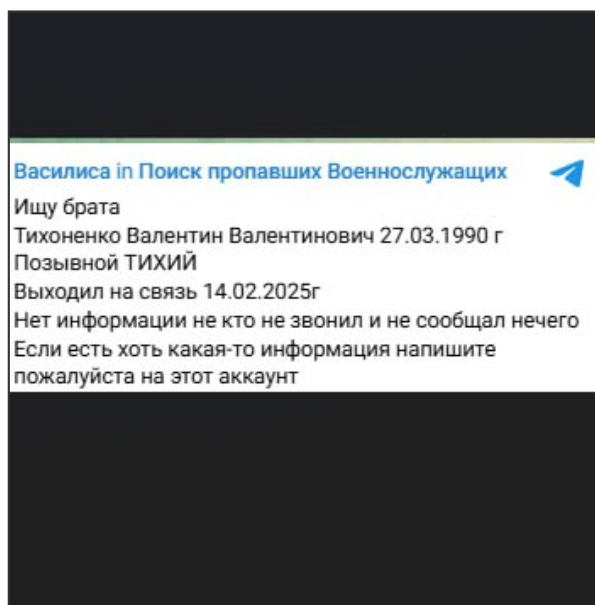 Василиса in Поиск пропавших Военнослужащих
Ищу брата
Тихоненко Валентин Валентинович 27.03.1990 г
Позывной ТИХИЙ
Выходил на связь 14.02.2025г
Нет информации не кто не звонил и не сообщал нечего
Если есть хоть какая-то информация напишите
пожалуйста на этот аккаунт